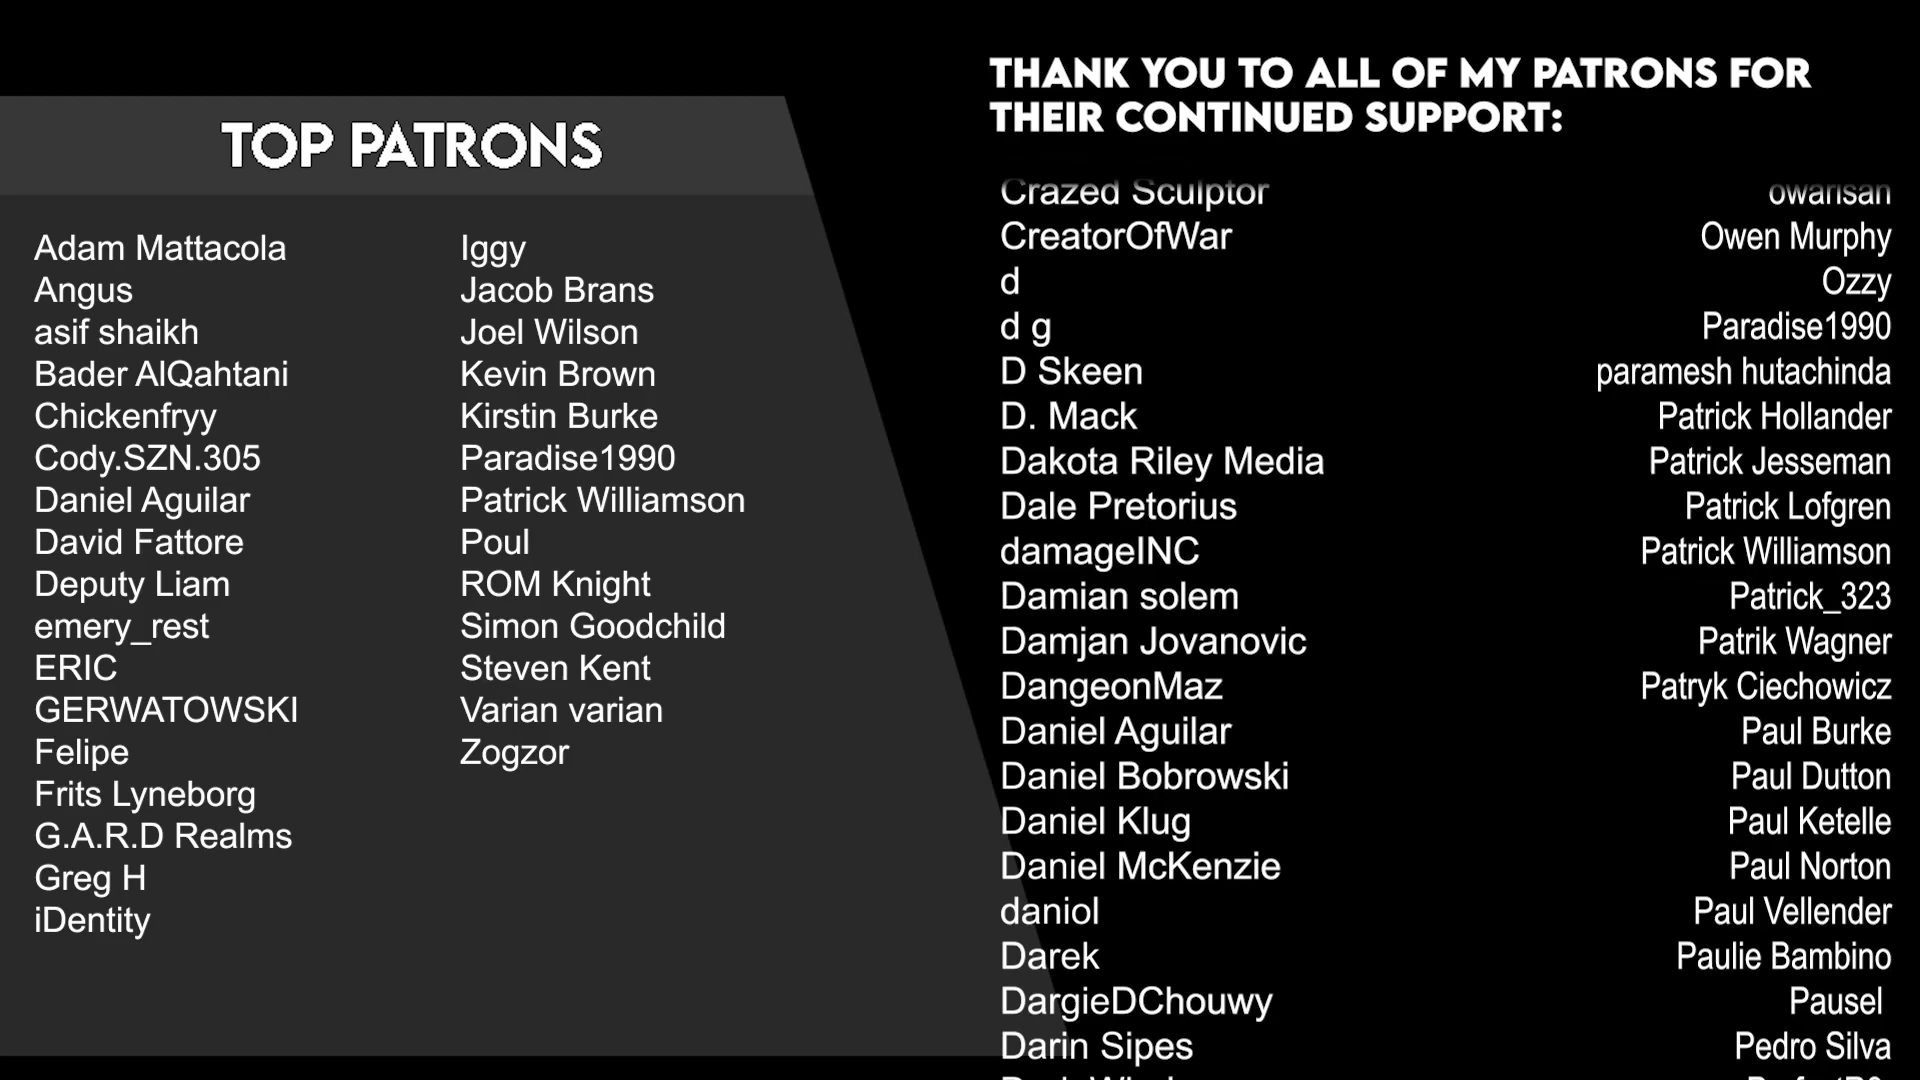 TOP PATRONS
Adam Mattacola
Angus
asif shaikh
Bader AlQahtani
Chickenfryy
Cody.SZN.305
Daniel Aguilar
David Fattore
Deputy Liam
emery_rest
ERIC
GERWATOWSKI
Felipe
Frits Lyneborg
G.A.R.D Realms
Greg H
iDentity
Iggy
Jacob Brans
Joel Wilson
Kevin Brown
Kirstin Burke
Paradise1990
Patrick Williamson
Poul
ROM Knight
Simon Goodchild
Steven Kent
Varian varian
Zogzor
THANK YOU TO ALL OF MY PATRONS FOR
THEIR CONTINUED SUPPORT:
Crazed Sculptor
CreatorOfWar
d
d g
D Skeen
D. Mack
Dakota Riley Media
Dale Pretorius
damageINC
Damian solem
Damjan Jovanovic
DangeonMaz
Daniel Aguilar
Daniel Bobrowski
Daniel Klug
Daniel McKenzie
daniol
Darek
DargieDChouwy
Darin Sipes
owarisan
Owen Murphy
Ozzy
Paradise1990
paramesh hutachinda
Patrick Hollander
Patrick Jesseman
Patrick Lofgren
Patrick Williamson
Patrick_323
Patrik Wagner
Patryk Ciechowicz
Paul Burke
Paul Dutton
Paul Ketelle
Paul Norton
Paul Vellender
Paulie Bambino
Pausel
Pedro Silva